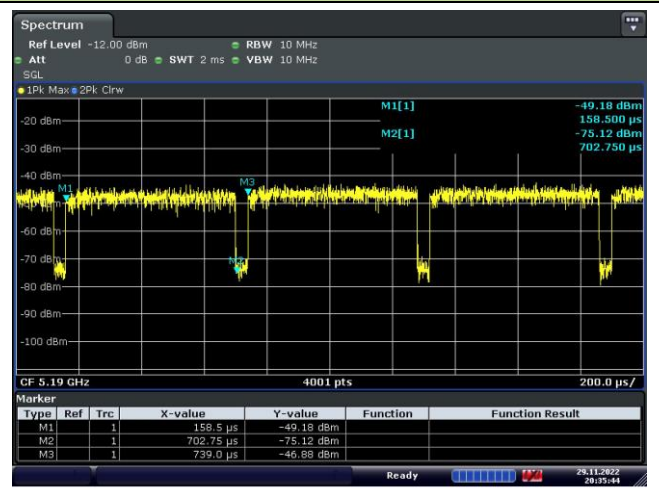 Spectrum
Ref Level -12.00 dBm RBW 10 MHz
Att 0 dB SWT 2 ms VBW 10 MHz
SGL
1Pk Max 2Pk Clrw
M1[1] -49.18 dBm
158.500 µs
-20 dBm
M2[1] -75.12 dBm
702.750 µs
-30 dBm
-40 dBm
M1
M3
-60 dBm
-70 dBm
M2
-80 dBm
-90 dBm
-100 dBm
CF 5.19 GHz 4001 pts 200.0 µs/
Marker
Type Ref Trc X-value Y-value Function Function Result
M1 1 158.5 µs -49.18 dBm
M2 1 702.75 µs -75.12 dBm
M3 1 739.0 µs -46.88 dBm
Ready 29.11.2022
20:35:44